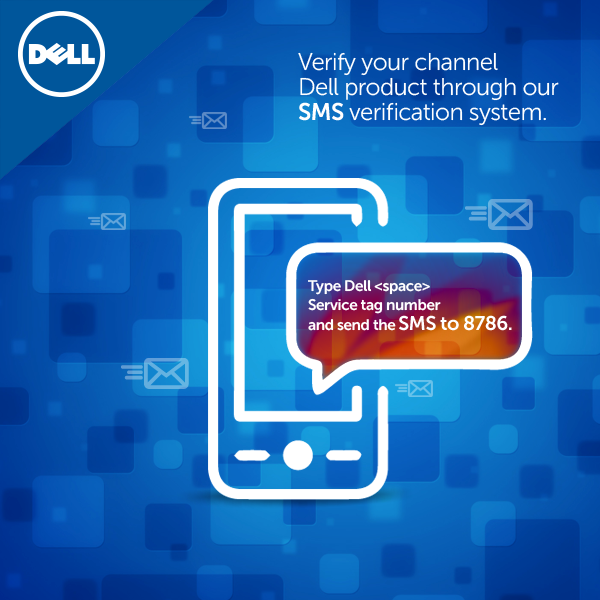 DELL
Verify your channel
Dell product through our
SMS verification system.
Type Dell <space>
Service tag number
and send the SMS to 8786.